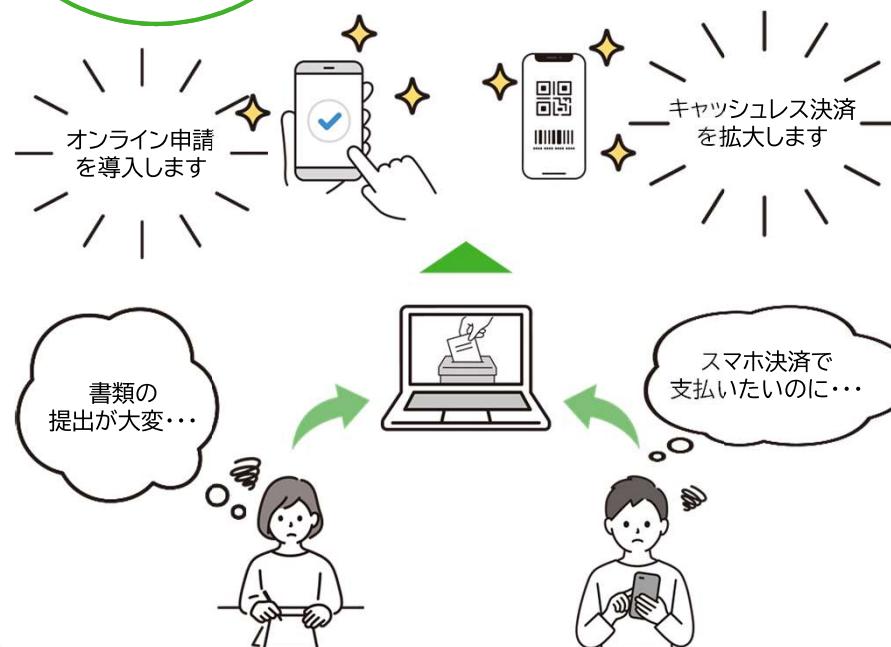 オンライン申請
を導入します
キャッシュレス決済
を拡大します
書類の
提出が大変・・・
スマホ決済で
支払いたいのに・・・